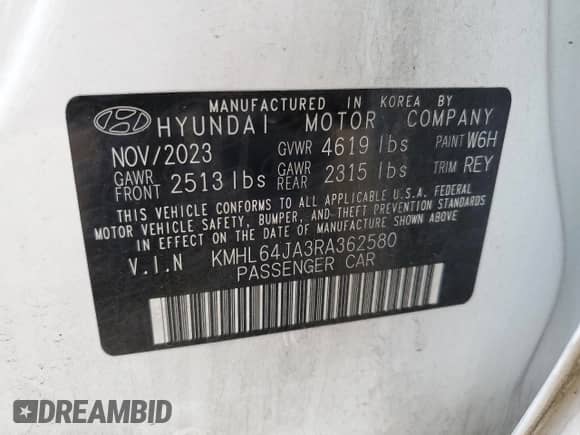 MANUFACTURED IN KOREA BY
HYUNDAI MOTOR COMPANY
NOV/2023 GVWR 4619 lbs PAINT W6H
GAWR FRONT 2513 lbs GAWR REAR 2315 lbs TRIM REY
THIS VEHICLE CONFORMS TO ALL APPLICABLE U.S.A. FEDERAL
MOTOR VEHICLE SAFETY, BUMPER, AND THEFT PREVENTION STANDARDS
IN EFFECT ON THE DATE OF MANUFACTURE SHOWN ABOVE.
V.I.N KMHL64JA3RA362580
PASSENGER CAR
DREAMBID